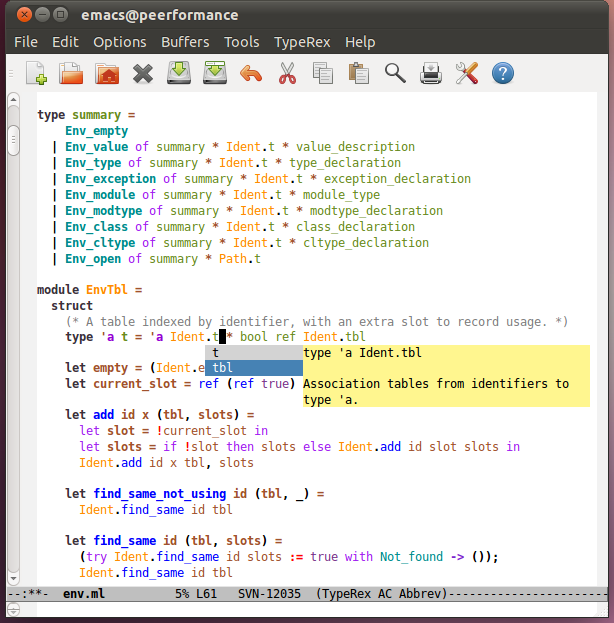 emacs@peerformance
File Edit Options Buffers Tools TypeRex Help
type summary =
    Env_empty
  | Env_value of summary * Ident.t * value_description
  | Env_type of summary * Ident.t * type_declaration
  | Env_exception of summary * Ident.t * exception_declaration
  | Env_module of summary * Ident.t * module_type
  | Env_modtype of summary * Ident.t * modtype_declaration
  | Env_class of summary * Ident.t * class_declaration
  | Env_cltype of summary * Ident.t * cltype_declaration
  | Env_open of summary * Path.t
module EnvTbl =
  struct
    (* A table indexed by identifier, with an extra slot to record usage. *)
    type 'a t = 'a Ident.t * bool ref Ident.tbl
t type 'a Ident.tbl
    let empty = (Ident.e tbl
    let current_slot = ref (ref true) Association tables from identifiers to
type 'a.
    let add id x (tbl, slots) =
      let slot = !current_slot in
      let slots = if !slot then slots else Ident.add id slot slots in
      Ident.add id x tbl, slots
    let find_same_not_using id (tbl, _) =
      Ident.find_same id tbl
    let find_same id (tbl, slots) =
      (try Ident.find_same id slots := true with Not_found -> ());
      Ident.find_same id tbl
--:**-  env.ml          5% L61   SVN-12035  (TypeRex AC Abbrev)-----------------------